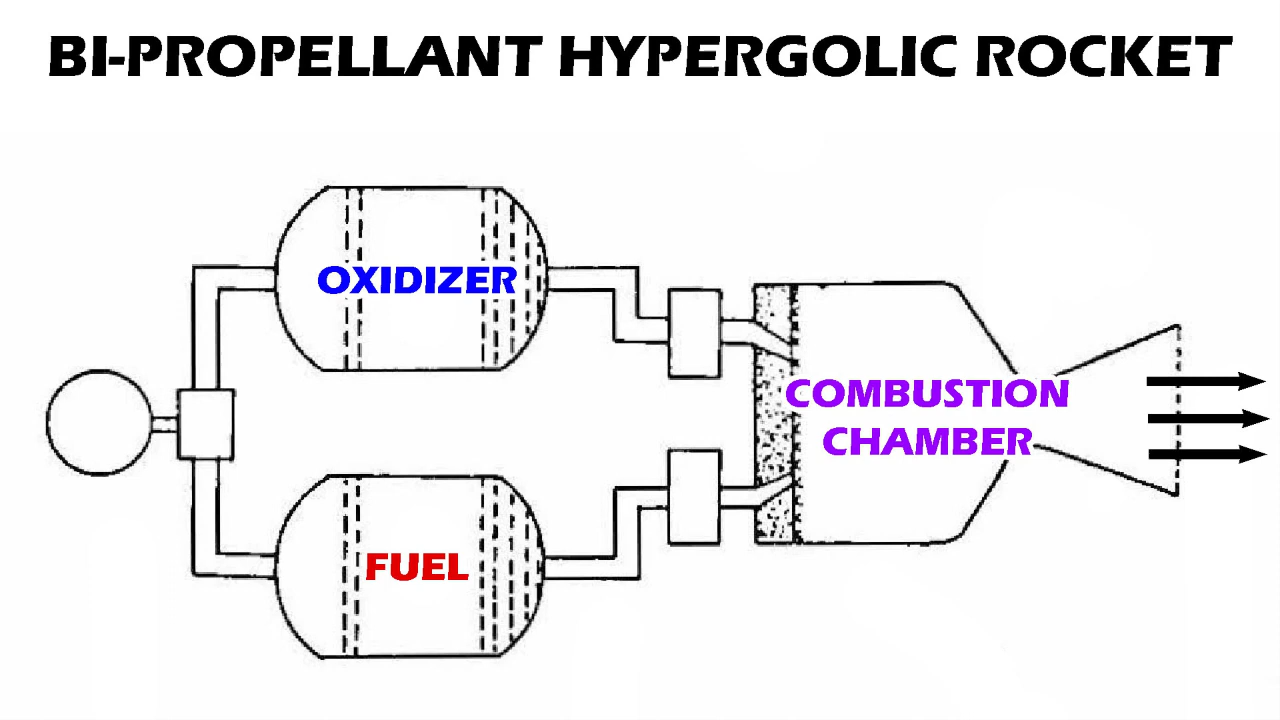 BI-PROPELLANT HYPERGOLIC ROCKET
OXIDIZER
COMBUSTION
CHAMBER
FUEL